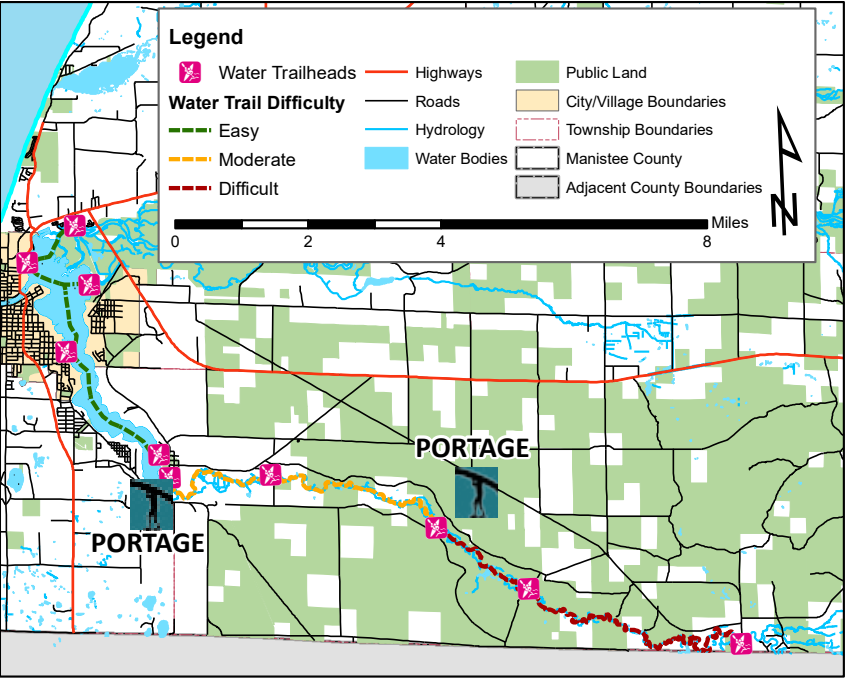 Legend
Water Trailheads
Water Trail Difficulty
Easy
Moderate
Difficult
Highways
Roads
Hydrology
Water Bodies
Public Land
City/Village Boundaries
Township Boundaries
Manistee County
Adjacent County Boundaries
0 2 4 8 Miles
N
PORTAGE
PORTAGE